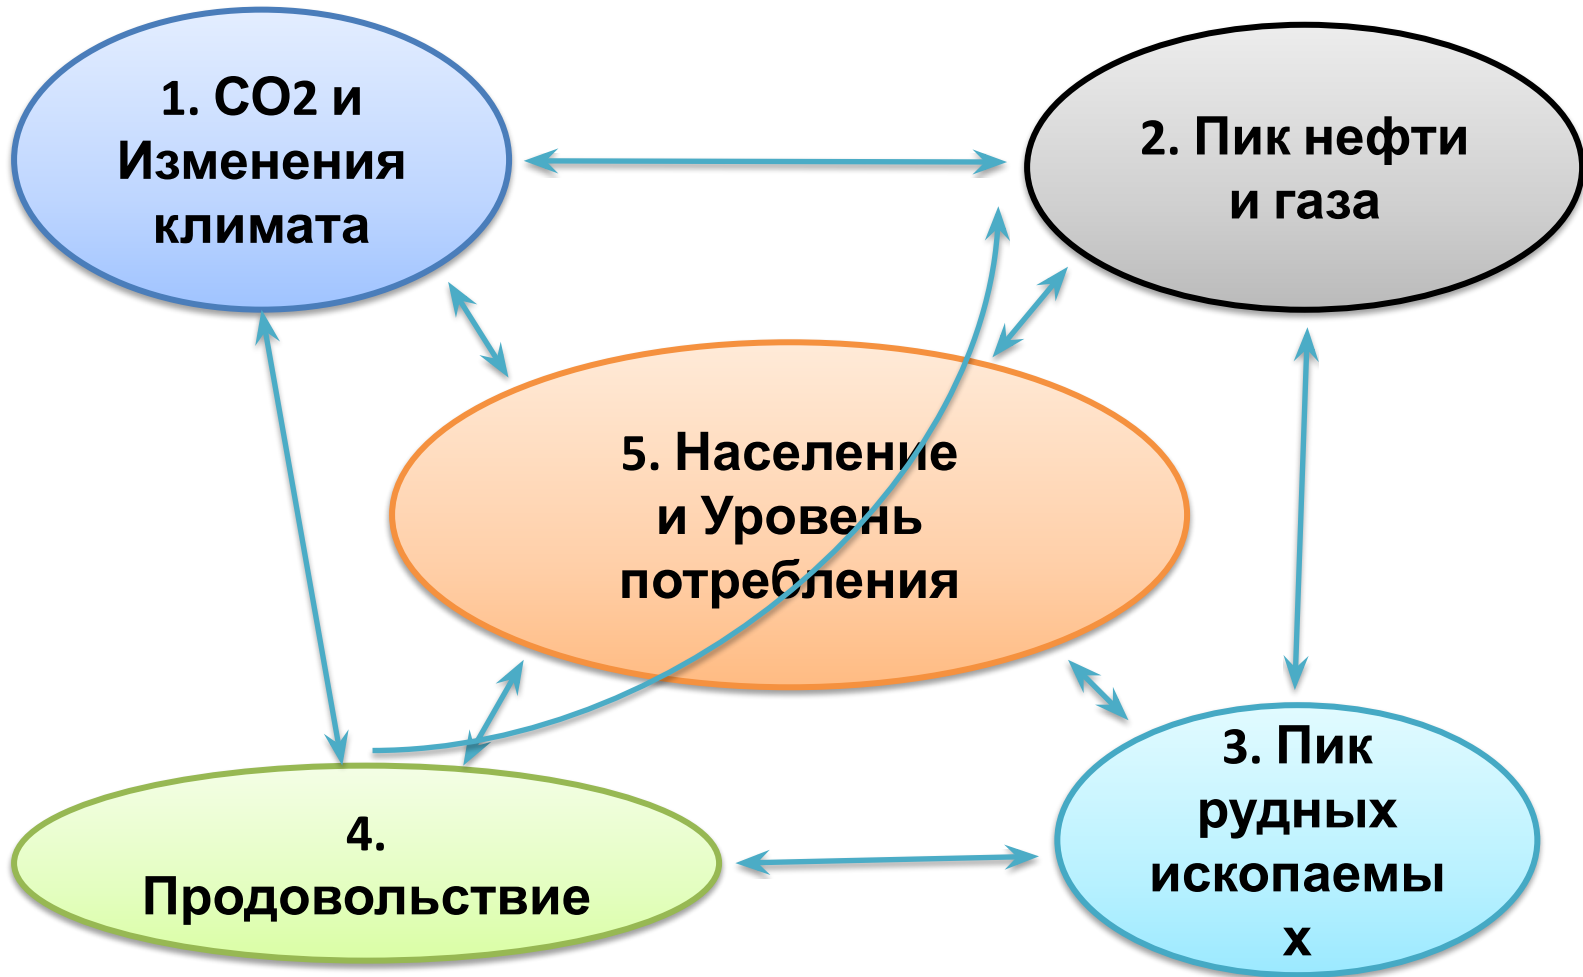 1. CO2 и
Изменения
климата
2. Пик нефти
и газа
5. Население
и Уровень
потребления
3. Пик
рудных
ископаемы
х
4.
Продовольствие